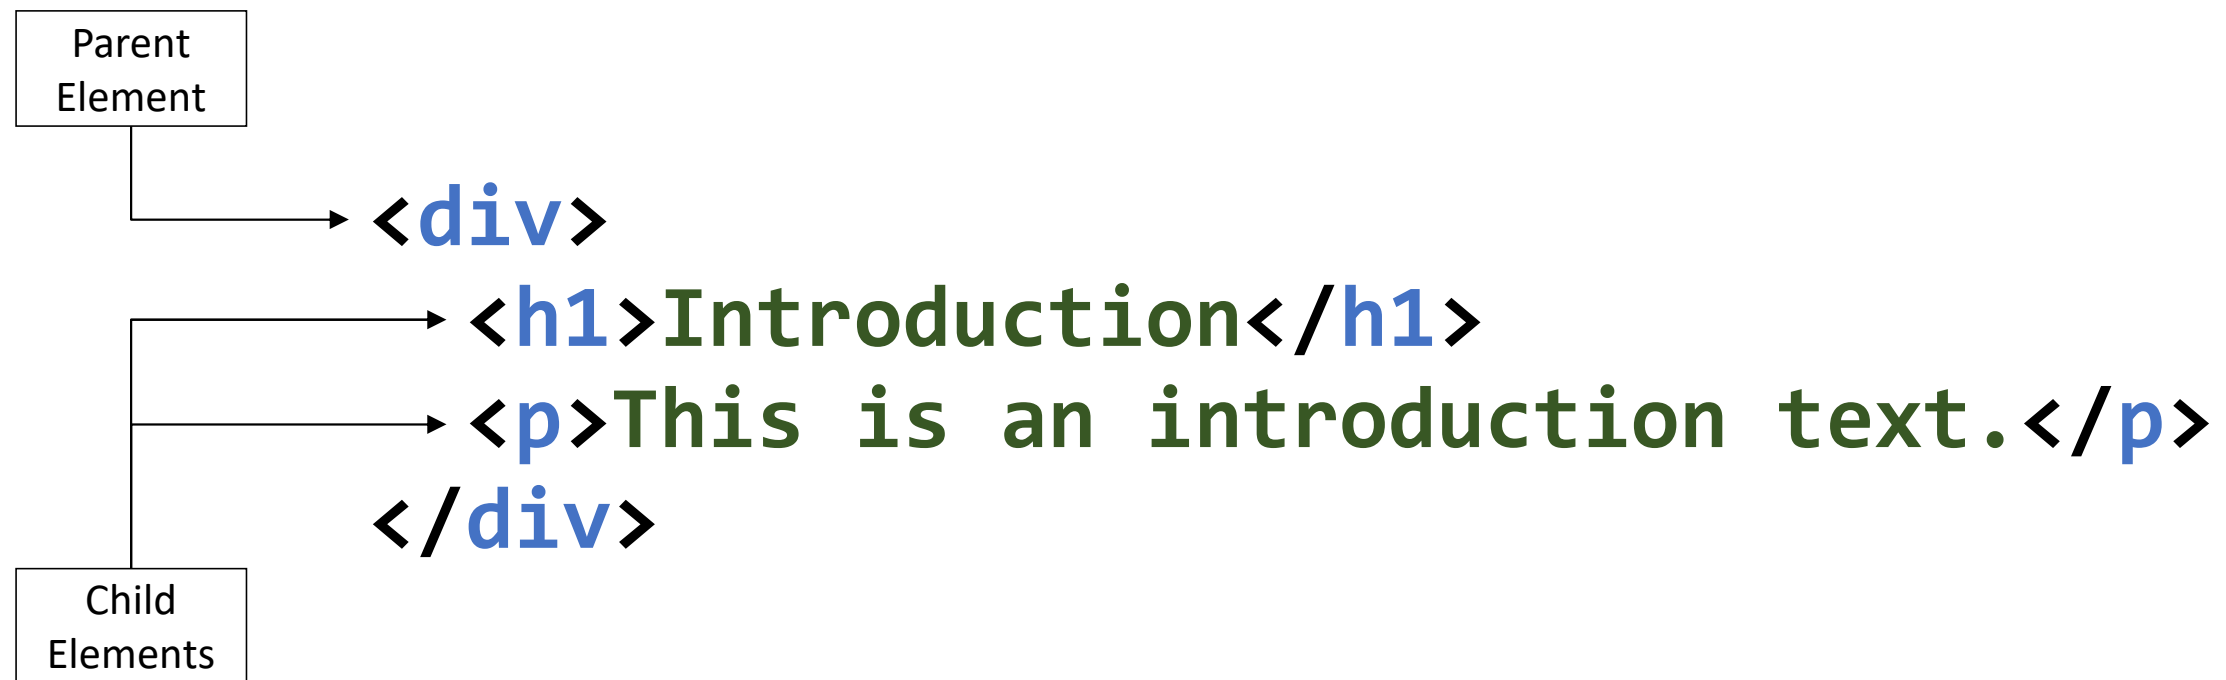 Parent
Element
<div>
<h1>Introduction</h1>
<p>This is an introduction text.</p>
</div>
Child
Elements